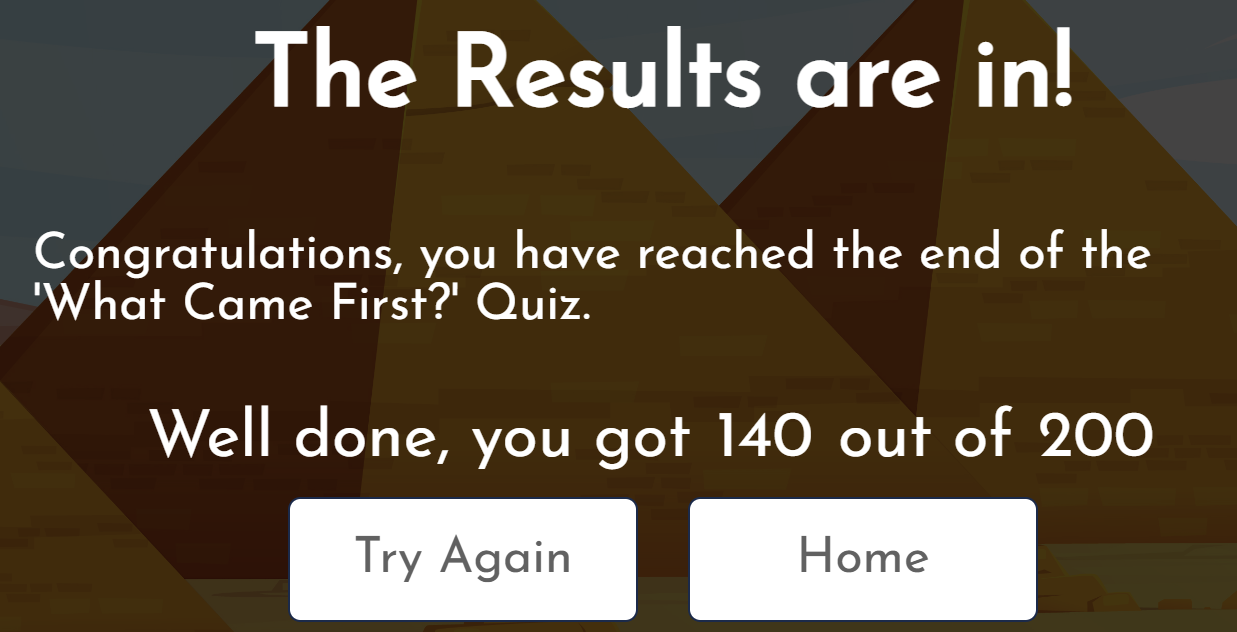 The Results are in!
Congratulations, you have reached the end of the
'What Came First?' Quiz.
Well done, you got 140 out of 200
Try Again
Home